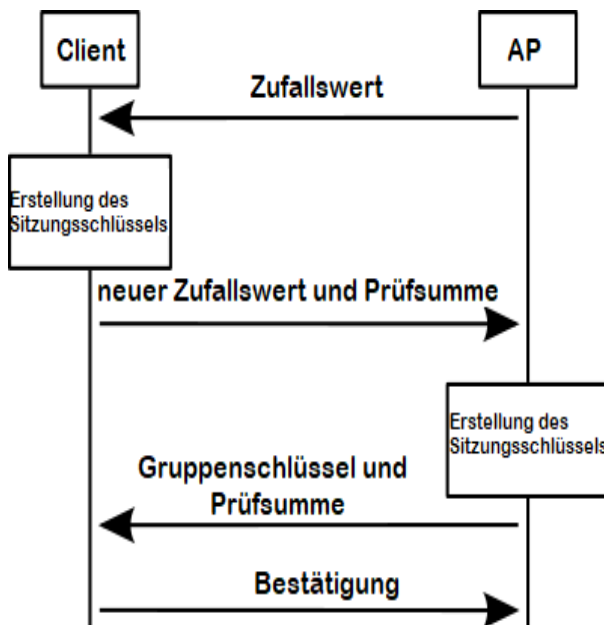 Client
AP
Zufallswert
Erstellung des
Sitzungsschlüssels
neuer Zufallswert und Prüfsumme
Erstellung des
Sitzungsschlüssels
Gruppenschlüssel und
Prüfsumme
Bestätigung